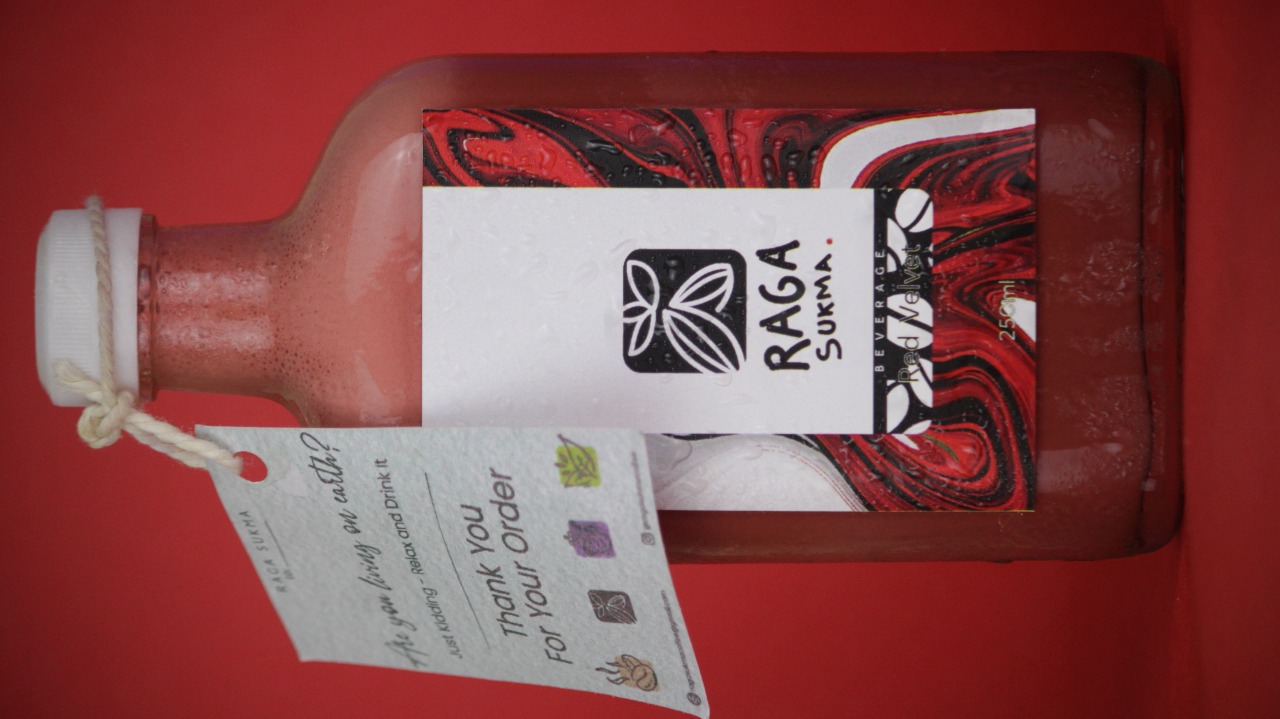 RAGA SUKMA
Are you living on earth?
Just Kidding - Relax and Drink It
Thank You
For Your Order
RAGA
SUKMA.
BEVERAGE
Red Velvet
250ml